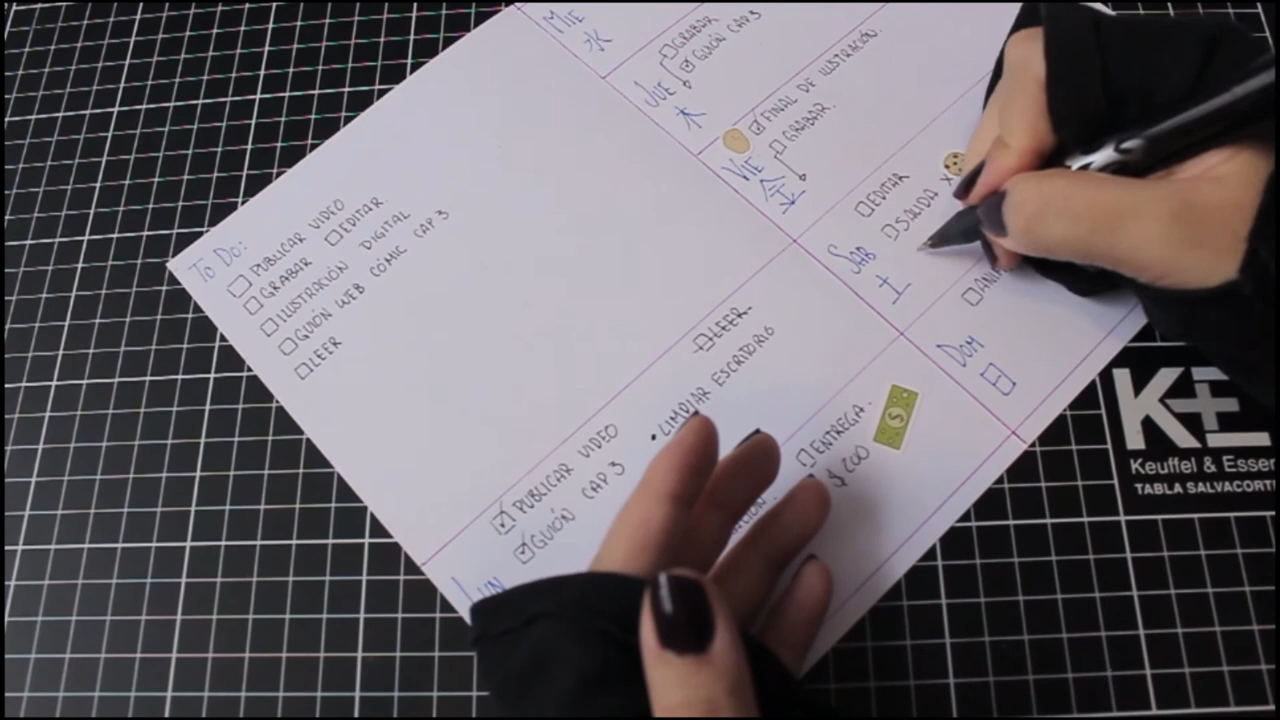 To Do:
□ PUBLICAR VIDEO
□ GRABAR □ EDITAR.
□ ILUSTRACIÓN DIGITAL
□ GUIÓN WEB CÓMIC CAP 3
□ LEER
LUN
☑ PUBLICAR VIDEO
☑ GUIÓN CAP 3
□ LEER
• LIMPIAR ESCRITORIO
□ ENTREGA.
$ 200
MIE
水
JUE
木
□ GRABAR
☑ GUIÓN CAP 3
VIE
金
☑ FINAL DE ILUSTRACIÓN.
□ GRABAR.
SAB
土
□ EDITAR
□ SALIDA X
DOM
日
K+E
Keuffel & Esser